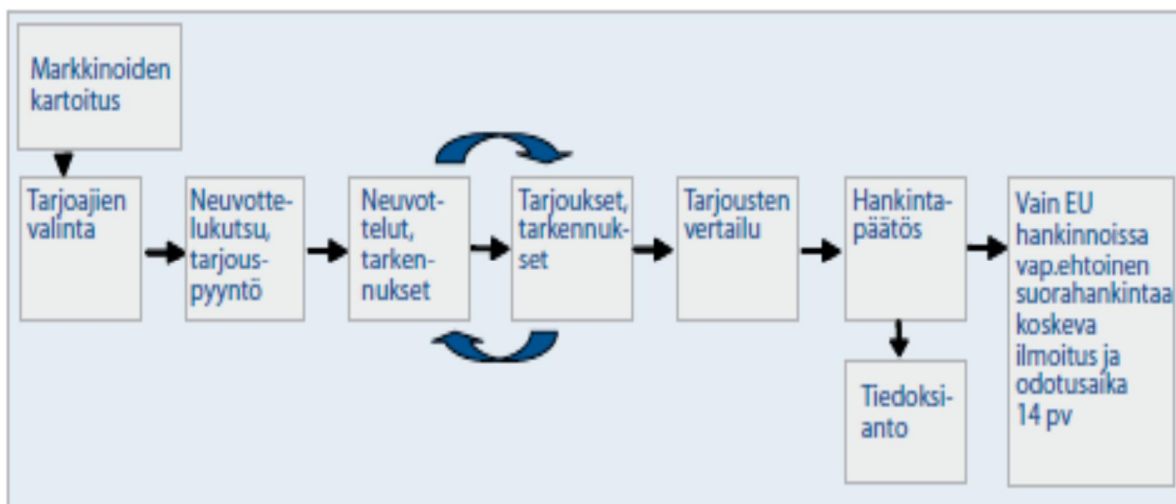 Markkinoiden
kartoitus
Tarjoajien
valinta
Neuvotte-
lukutsu,
tarjous-
pyyntö
Neuvot-
telut,
tarken-
nukset
Tarjoukset,
tarkennuk-
set
Tarjousten
vertailu
Hankinta-
päätös
Vain EU
hankinnoissa
vap.ehtoinen
suorahankintaa
koskeva
ilmoitus ja
odotusaika
14 pv
Tiedoksi-
anto